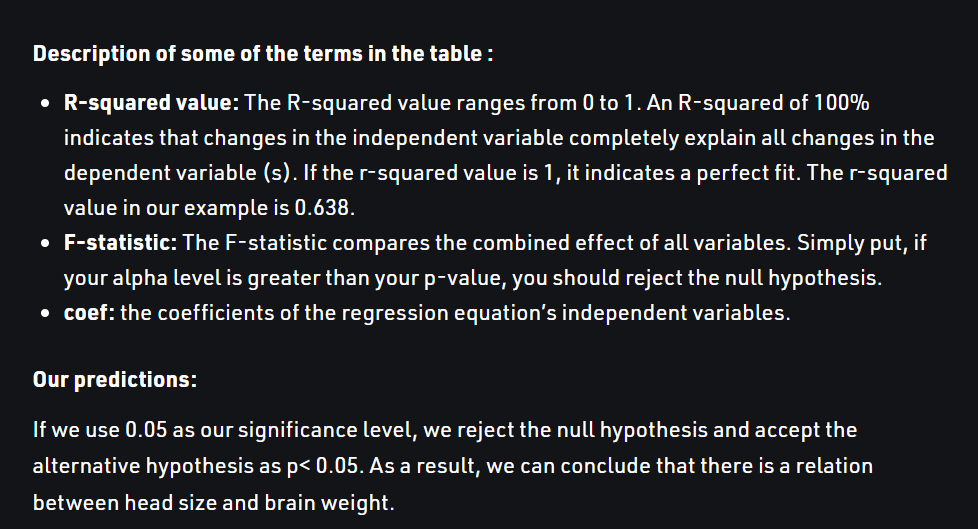 Description of some of the terms in the table :
• R-squared value: The R-squared value ranges from 0 to 1. An R-squared of 100%
indicates that changes in the independent variable completely explain all changes in the
dependent variable (s). If the r-squared value is 1, it indicates a perfect fit. The r-squared
value in our example is 0.638.
• F-statistic: The F-statistic compares the combined effect of all variables. Simply put, if
your alpha level is greater than your p-value, you should reject the null hypothesis.
• coef: the coefficients of the regression equation’s independent variables.
Our predictions:
If we use 0.05 as our significance level, we reject the null hypothesis and accept the
alternative hypothesis as p< 0.05. As a result, we can conclude that there is a relation
between head size and brain weight.